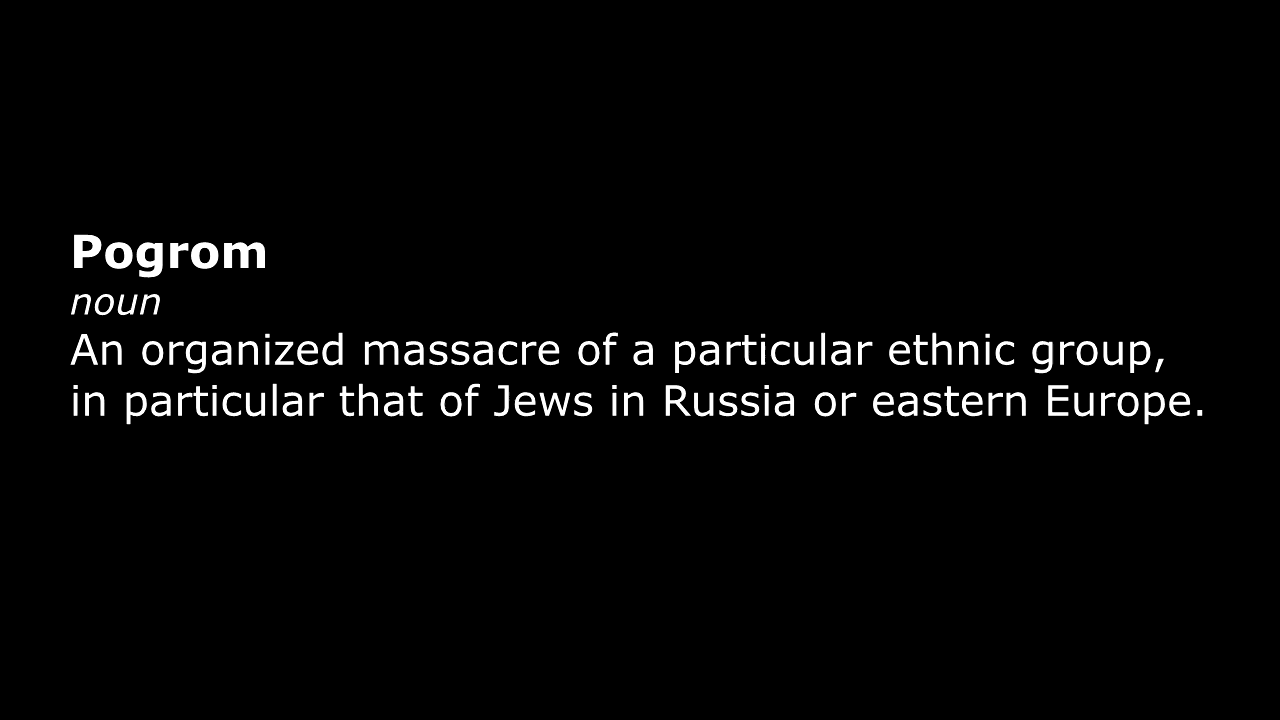 Pogrom
noun
An organized massacre of a particular ethnic group,
in particular that of Jews in Russia or eastern Europe.